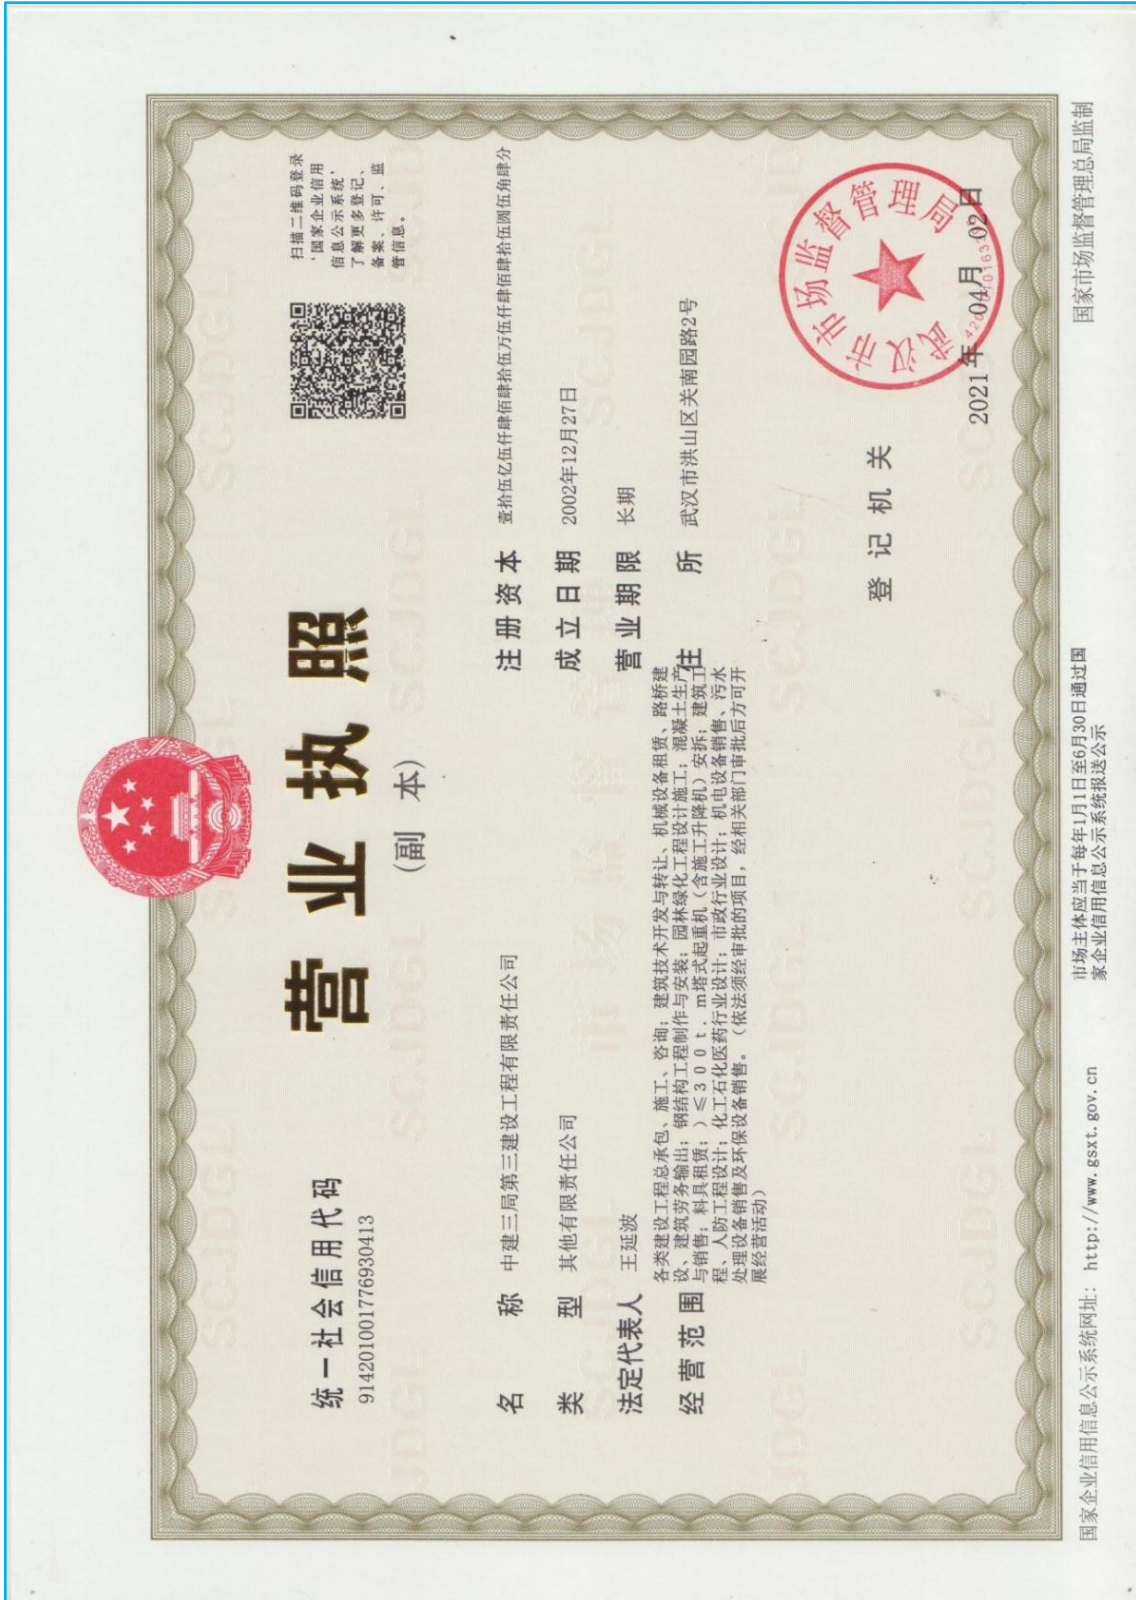 统一社会信用代码
91420100177693​0413
营业执照
(副 本)
扫描二维码登录
‘国家企业信用
信息公示系统’
了解更多登记、
备案、许可、监
管信息。
名 称 中建三局第三建设工程有限责任公司
类 型 其他有限责任公司
法定代表人 王延波
经营范围
各类建设工程总承包、施工、咨询；建筑技术开发与转让、机械设备租赁、路桥建
设、建筑劳务输出；钢结构工程制作与安装；园林绿化工程设计施工；混凝土生产
与销售；料具租赁；）≤300t．m塔式起重机（含施工升降机）安拆；建筑工
程、人防工程设计；化工石化医药行业设计；市政行业设计；机电设备销售、污水
处理设备销售及环保设备销售。（依法须经审批的项目，经相关部门审批后方可开
展经营活动）
注册资本 壹拾伍亿伍仟肆佰肆拾伍万伍仟肆佰肆拾伍圆伍角肆分
成立日期 2002年12月27日
营业期限 长期
住 所 武汉市洪山区关南园路2号
登记机关
武汉市市场监督管理局
2021年 04月 02日
国家企业信用信息公示系统网址：http://www.gsxt.gov.cn
市场主体应当于每年1月1日至6月30日通过国
家企业信用信息公示系统报送公示
国家市场监督管理总局监制